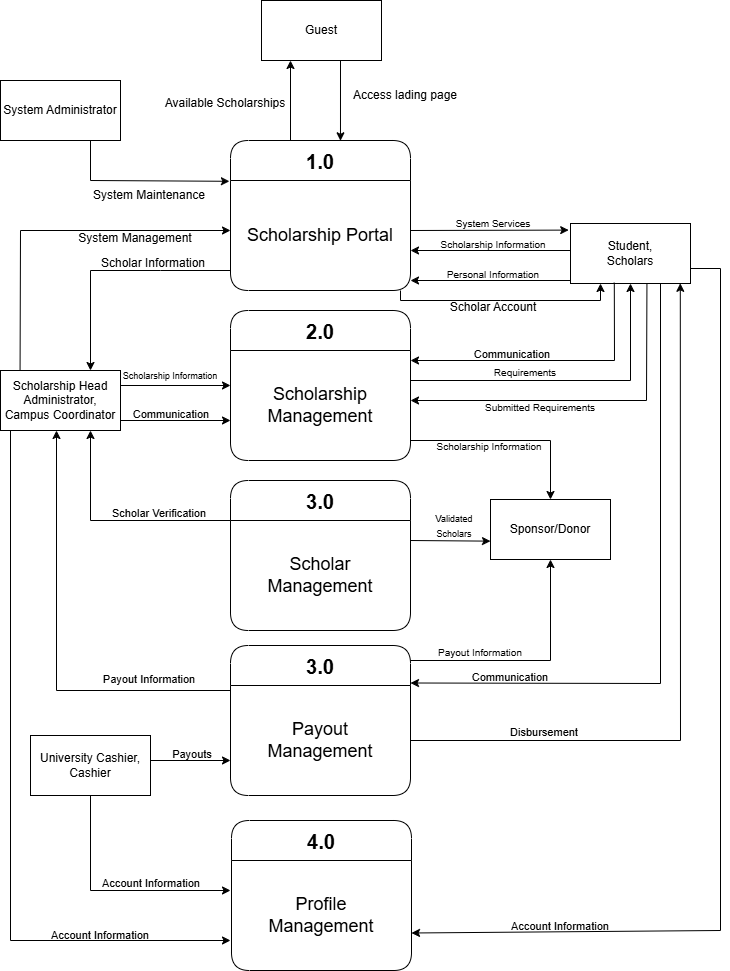 Guest
Available Scholarships
Access lading page
System Administrator
1.0
System Maintenance
Scholarship Portal
System Services
System Management
Scholarship Information
Student,
Scholars
Scholar Information
Personal Information
Scholar Account
2.0
Communication
Scholarship Head
Administrator,
Campus Coordinator
Scholarship Information
Requirements
Scholarship
Management
Communication
Submitted Requirements
Scholarship Information
3.0
Scholar Verification
Validated
Scholars
Sponsor/Donor
Scholar
Management
Payout Information
3.0
Payout Information
Communication
Payout
Management
Disbursement
University Cashier,
Cashier
Payouts
4.0
Account Information
Profile
Management
Account Information
Account Information